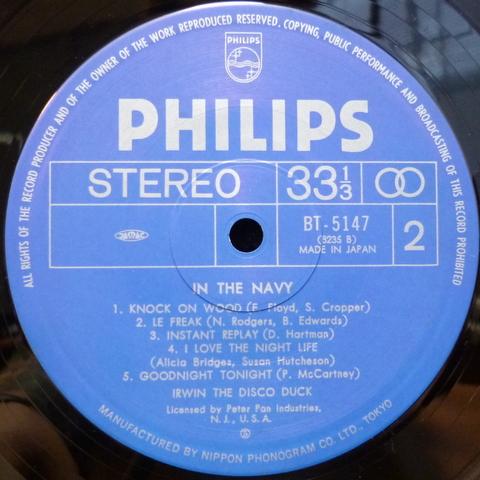 ALL RIGHTS OF THE RECORD PRODUCER AND OF THE OWNER OF THE WORK REPRODUCED RESERVED, COPYING, PUBLIC PERFORMANCE AND BROADCASTING OF THIS RECORD PROHIBITED
PHILIPS
PHILIPS
STEREO 33 1/3
BT-5147
(5235 B)
MADE IN JAPAN
2
IN THE NAVY
1. KNOCK ON WOOD (E. Floyd, S. Cropper)
2. LE FREAK (N. Rodgers, B. Edwards)
3. INSTANT REPLAY (D. Hartman)
4. I LOVE THE NIGHT LIFE
(Alicia Bridges, Susan Hutcheson)
5. GOODNIGHT TONIGHT (P. McCartney)
IRWIN THE DISCO DUCK
Licensed by Peter Pan Industries,
N.J., U.S.A.
MANUFACTURED BY NIPPON PHONOGRAM CO. LTD., TOKYO